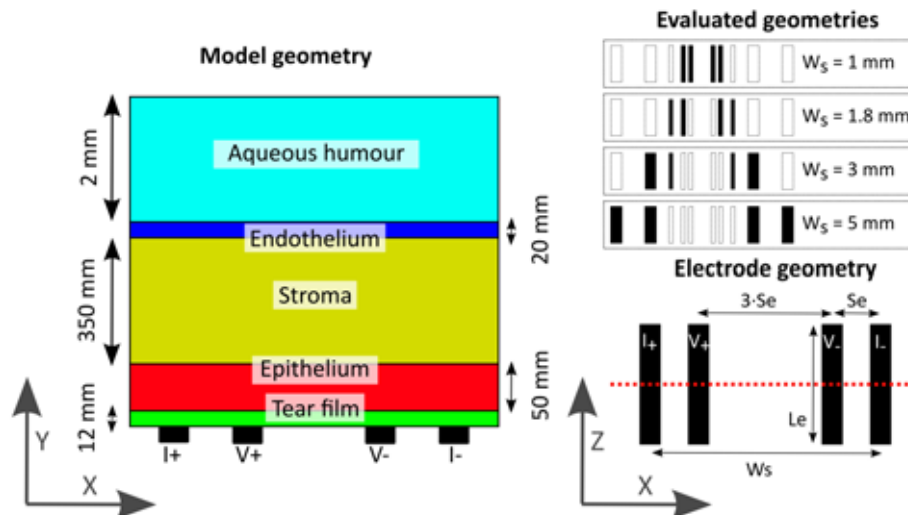 Model geometry
2 mm
Aqueous humour
Endothelium
20 mm
350 mm
Stroma
Epithelium
50 mm
Tear film
12 mm
I+
V+
V-
I-
Y
X
Evaluated geometries
Ws = 1 mm
Ws = 1.8 mm
Ws = 3 mm
Ws = 5 mm
Electrode geometry
3·Se
Se
I+
V+
V-
I-
Le
Ws
Z
X